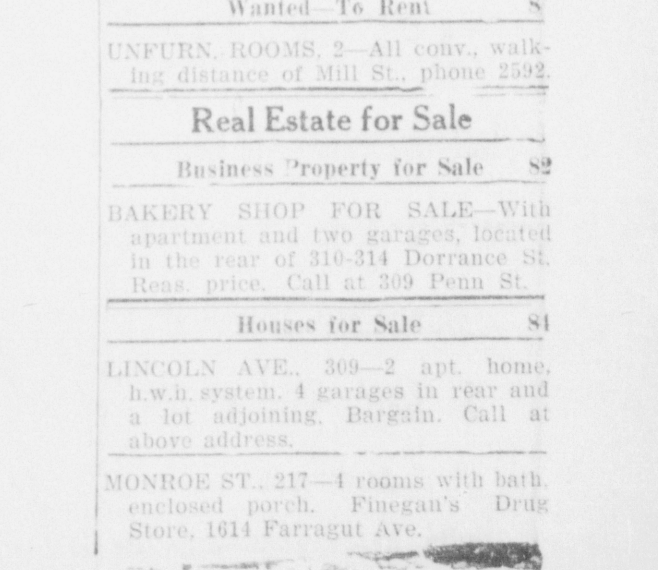 Wanted—To Rent
UNFURN. ROOMS, 2—All conv., walk-
ing distance of Mill St., phone 2592.
Real Estate for Sale
Business Property for Sale 82
BAKERY SHOP FOR SALE—With
apartment and two garages, located
in the rear of 310-314 Dorrance St.
Reas. price. Call at 309 Penn St.
Houses for Sale 84
LINCOLN AVE., 309—2 apt. home,
h.w.h. system. 4 garages in rear and
a lot adjoining. Bargain. Call at
above address.
MONROE ST., 217—4 rooms with bath,
enclosed porch. Finegan's Drug
Store, 1614 Farragut Ave.